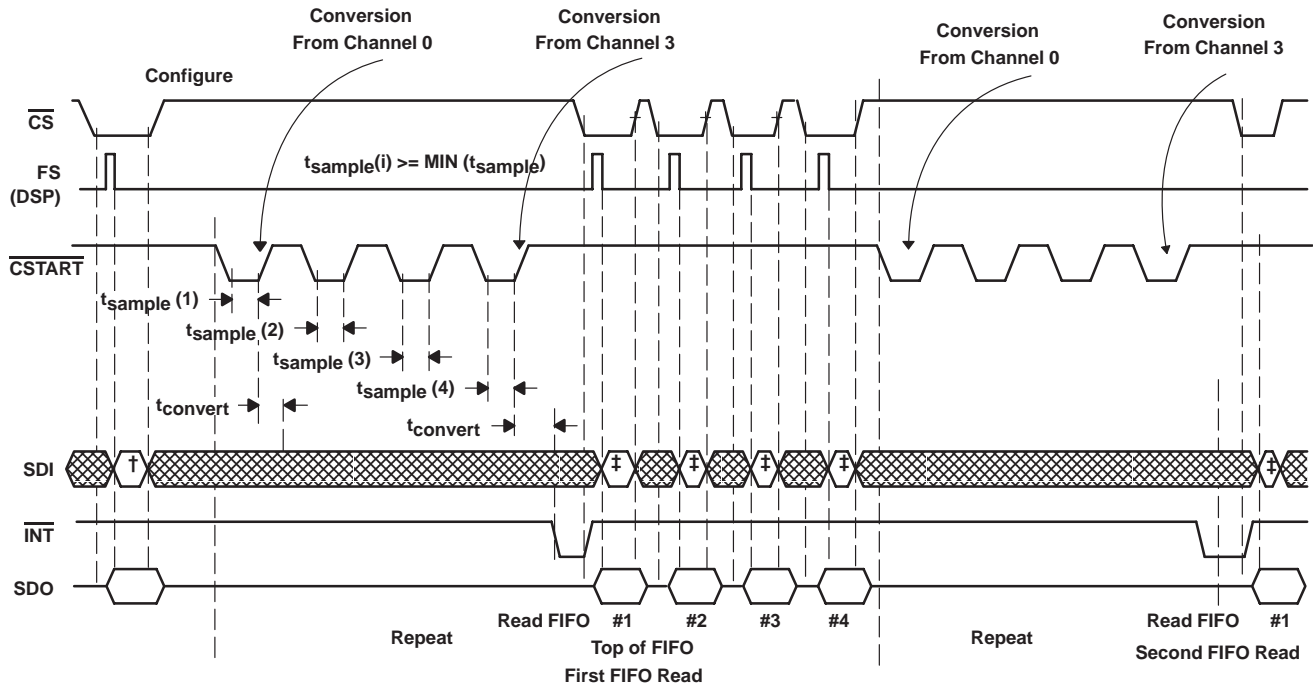 Conversion
From Channel 0
Conversion
From Channel 3
Conversion
From Channel 0
Conversion
From Channel 3
Configure
CS
FS
(DSP)
tsample(i) >= MIN (tsample)
CSTART
tsample (1)
tsample (2)
tsample (3)
tsample (4)
tconvert
tconvert
SDI
†
‡
‡
‡
‡
‡
INT
SDO
Repeat
Read FIFO
#1
#2
#3
#4
Top of FIFO
First FIFO Read
Repeat
Read FIFO
#1
Second FIFO Read